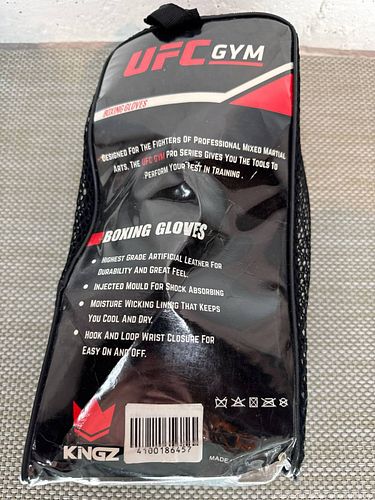 UFC GYM
BOXING GLOVES
DESIGNED FOR THE FIGHTERS OF PROFESSIONAL MIXED MARTIAL
ARTS. THE UFC GYM PRO SERIES GIVES YOU THE TOOLS TO
PERFORM YOUR BEST IN TRAINING.
BOXING GLOVES
• HIGHEST GRADE ARTIFICIAL LEATHER FOR
DURABILITY AND GREAT FEEL.
• INJECTED MOULD FOR SHOCK ABSORBING
• MOISTURE WICKING LINING THAT KEEPS
YOU COOL AND DRY.
• HOOK AND LOOP WRIST CLOSURE FOR
EASY ON AND OFF.
KINGZ
4100186457
MADE